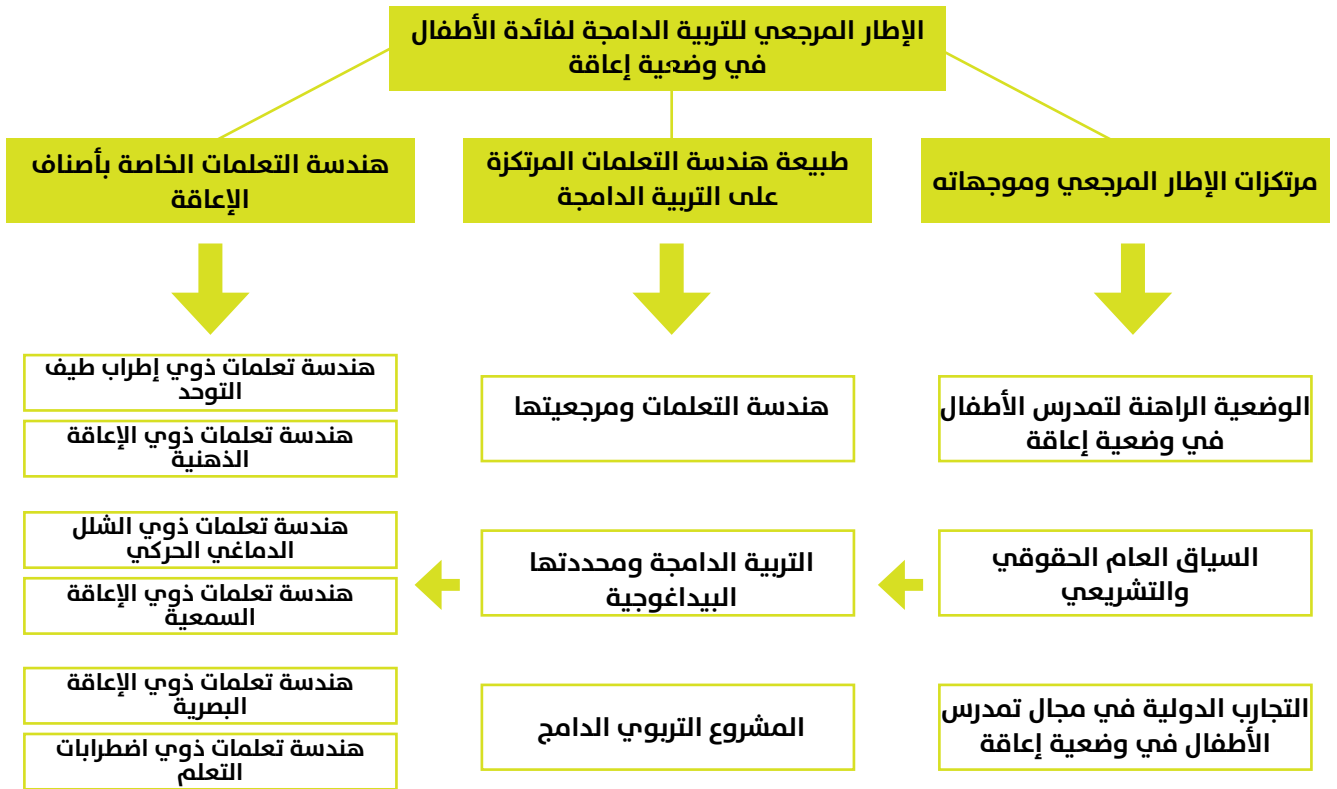 الإطار المرجعي للتربية الدامجة لفائدة الأطفال
في وضعية إعاقة
مرتكزات الإطار المرجعي وموجهاته
طبيعة هندسة التعلمات المرتكزة
على التربية الدامجة
هندسة التعلمات الخاصة بأصناف
الإعاقة
الوضعية الراهنة لتمدرس الأطفال
في وضعية إعاقة
السياق العام الحقوقي
والتشريعي
التجارب الدولية في مجال تمدرس
الأطفال في وضعية إعاقة
هندسة التعلمات ومرجعيتها
التربية الدامجة ومحددتها
البيداغوجية
المشروع التربوي الدامج
هندسة تعلمات ذوي إطراب طيف
التوحد
هندسة تعلمات ذوي الإعاقة
الذهنية
هندسة تعلمات ذوي الشلل
الدماغي الحركي
هندسة تعلمات ذوي الإعاقة
السمعية
هندسة تعلمات ذوي الإعاقة
البصرية
هندسة تعلمات ذوي اضطرابات
التعلم